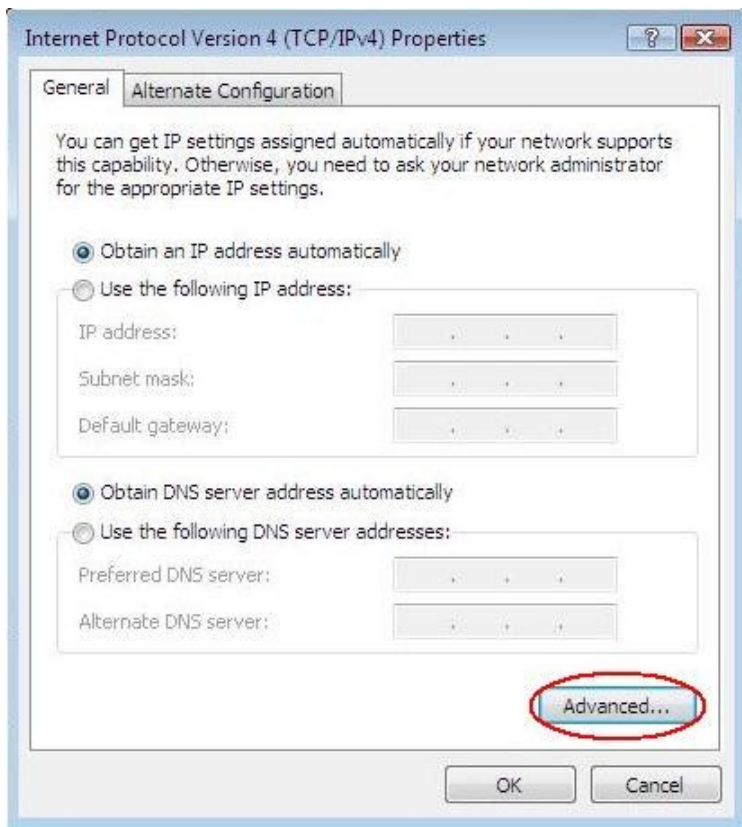 Internet Protocol Version 4 (TCP/IPv4) Properties
General
Alternate Configuration
You can get IP settings assigned automatically if your network supports
this capability. Otherwise, you need to ask your network administrator
for the appropriate IP settings.
Obtain an IP address automatically
Use the following IP address:
IP address:
Subnet mask:
Default gateway:
Obtain DNS server address automatically
Use the following DNS server addresses:
Preferred DNS server:
Alternate DNS server:
Advanced...
OK
Cancel